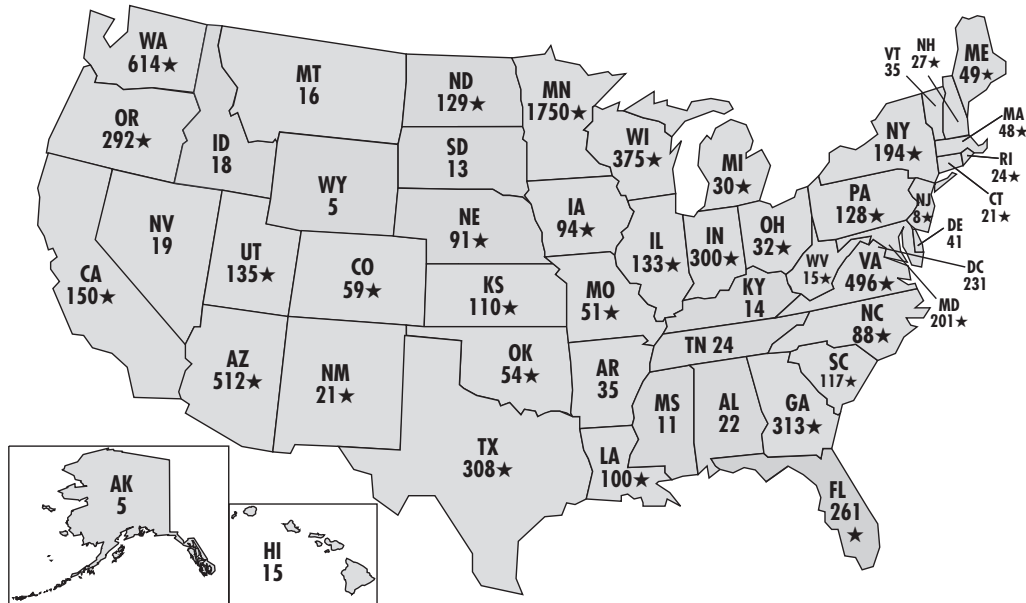 WA
614★
MT
16
ND
129★
MN
1750★
VT
35
NH
27★
ME
49★
OR
292★
ID
18
SD
13
WI
375★
MI
30★
NY
194★
MA
48★
RI
24★
CT
21★
WY
5
NE
91★
IA
94★
PA
128★
NJ
8★
DE
41
NV
19
UT
135★
CO
59★
IL
133★
IN
300★
OH
32★
WV
15★
VA
496★
DC
231
MD
201★
CA
150★
KS
110★
MO
51★
KY
14
NC
88★
TN 24
AZ
512★
NM
21★
OK
54★
AR
35
SC
117★
MS
11
AL
22
GA
313★
TX
308★
LA
100★
FL
261
★
AK
5
HI
15